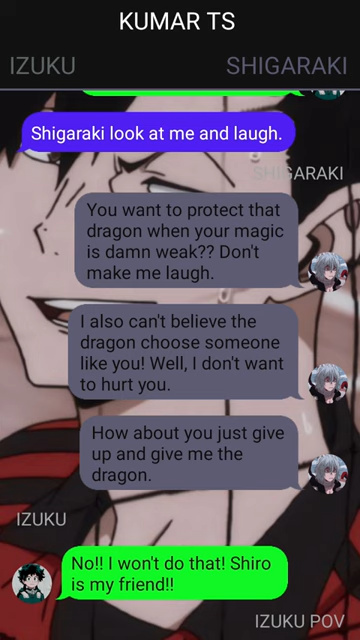 KUMAR TS
IZUKU
SHIGARAKI
Shigaraki look at me and laugh.
SHIGARAKI
You want to protect that
dragon when your magic
is damn weak?? Don't
make me laugh.
I also can't believe the
dragon choose someone
like you! Well, I don't want
to hurt you.
How about you just give
up and give me the
dragon.
IZUKU
No!! I won't do that! Shiro
is my friend!!
IZUKU POV